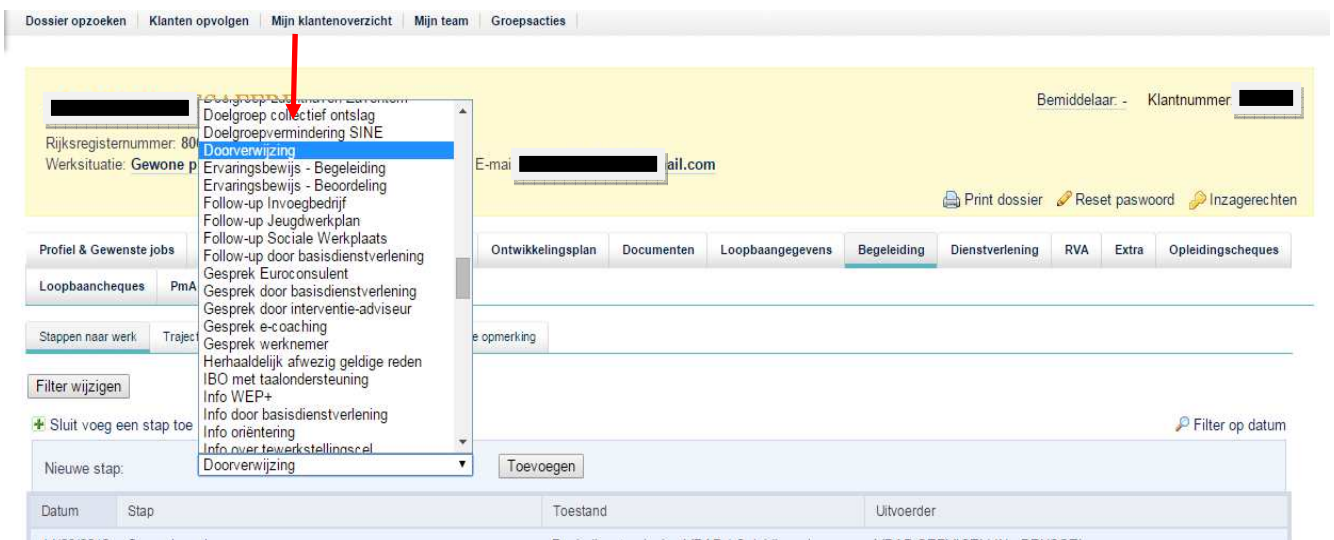 Dossier opzoeken Klanten opvolgen Mijn klantenoverzicht Mijn team Groepsacties
Bemiddelaar: - Klantnummer
Rijksregisternummer: 80
Werksituatie: Gewone p
E-mai ail.com
Print dossier Reset paswoord Inzagerechten
Doelgroep collectief ontslag
Doelgroepvermindering SINE
Doorverwijzing
Ervaringsbewijs - Begeleiding
Ervaringsbewijs - Beoordeling
Follow-up Invoegbedrijf
Follow-up Jeugdwerkplan
Follow-up Sociale Werkplaats
Follow-up door basisdienstverlening
Gesprek Euroconsulent
Gesprek door basisdienstverlening
Gesprek door interventie-adviseur
Gesprek e-coaching
Gesprek werknemer
Herhaaldelijk afwezig geldige reden
IBO met taalondersteuning
Info WEP+
Info door basisdienstverlening
Info oriëntering
Info over tewerkstellingscel
Profiel & Gewenste jobs Ontwikkelingsplan Documenten Loopbaangegevens Begeleiding Dienstverlening RVA Extra Opleidingscheques
Loopbaancheques PmA
Stappen naar werk Traject e opmerking
Filter wijzigen
Sluit voeg een stap toe Filter op datum
Nieuwe stap: Doorverwijzing Toevoegen
Datum Stap Toestand Uitvoerder